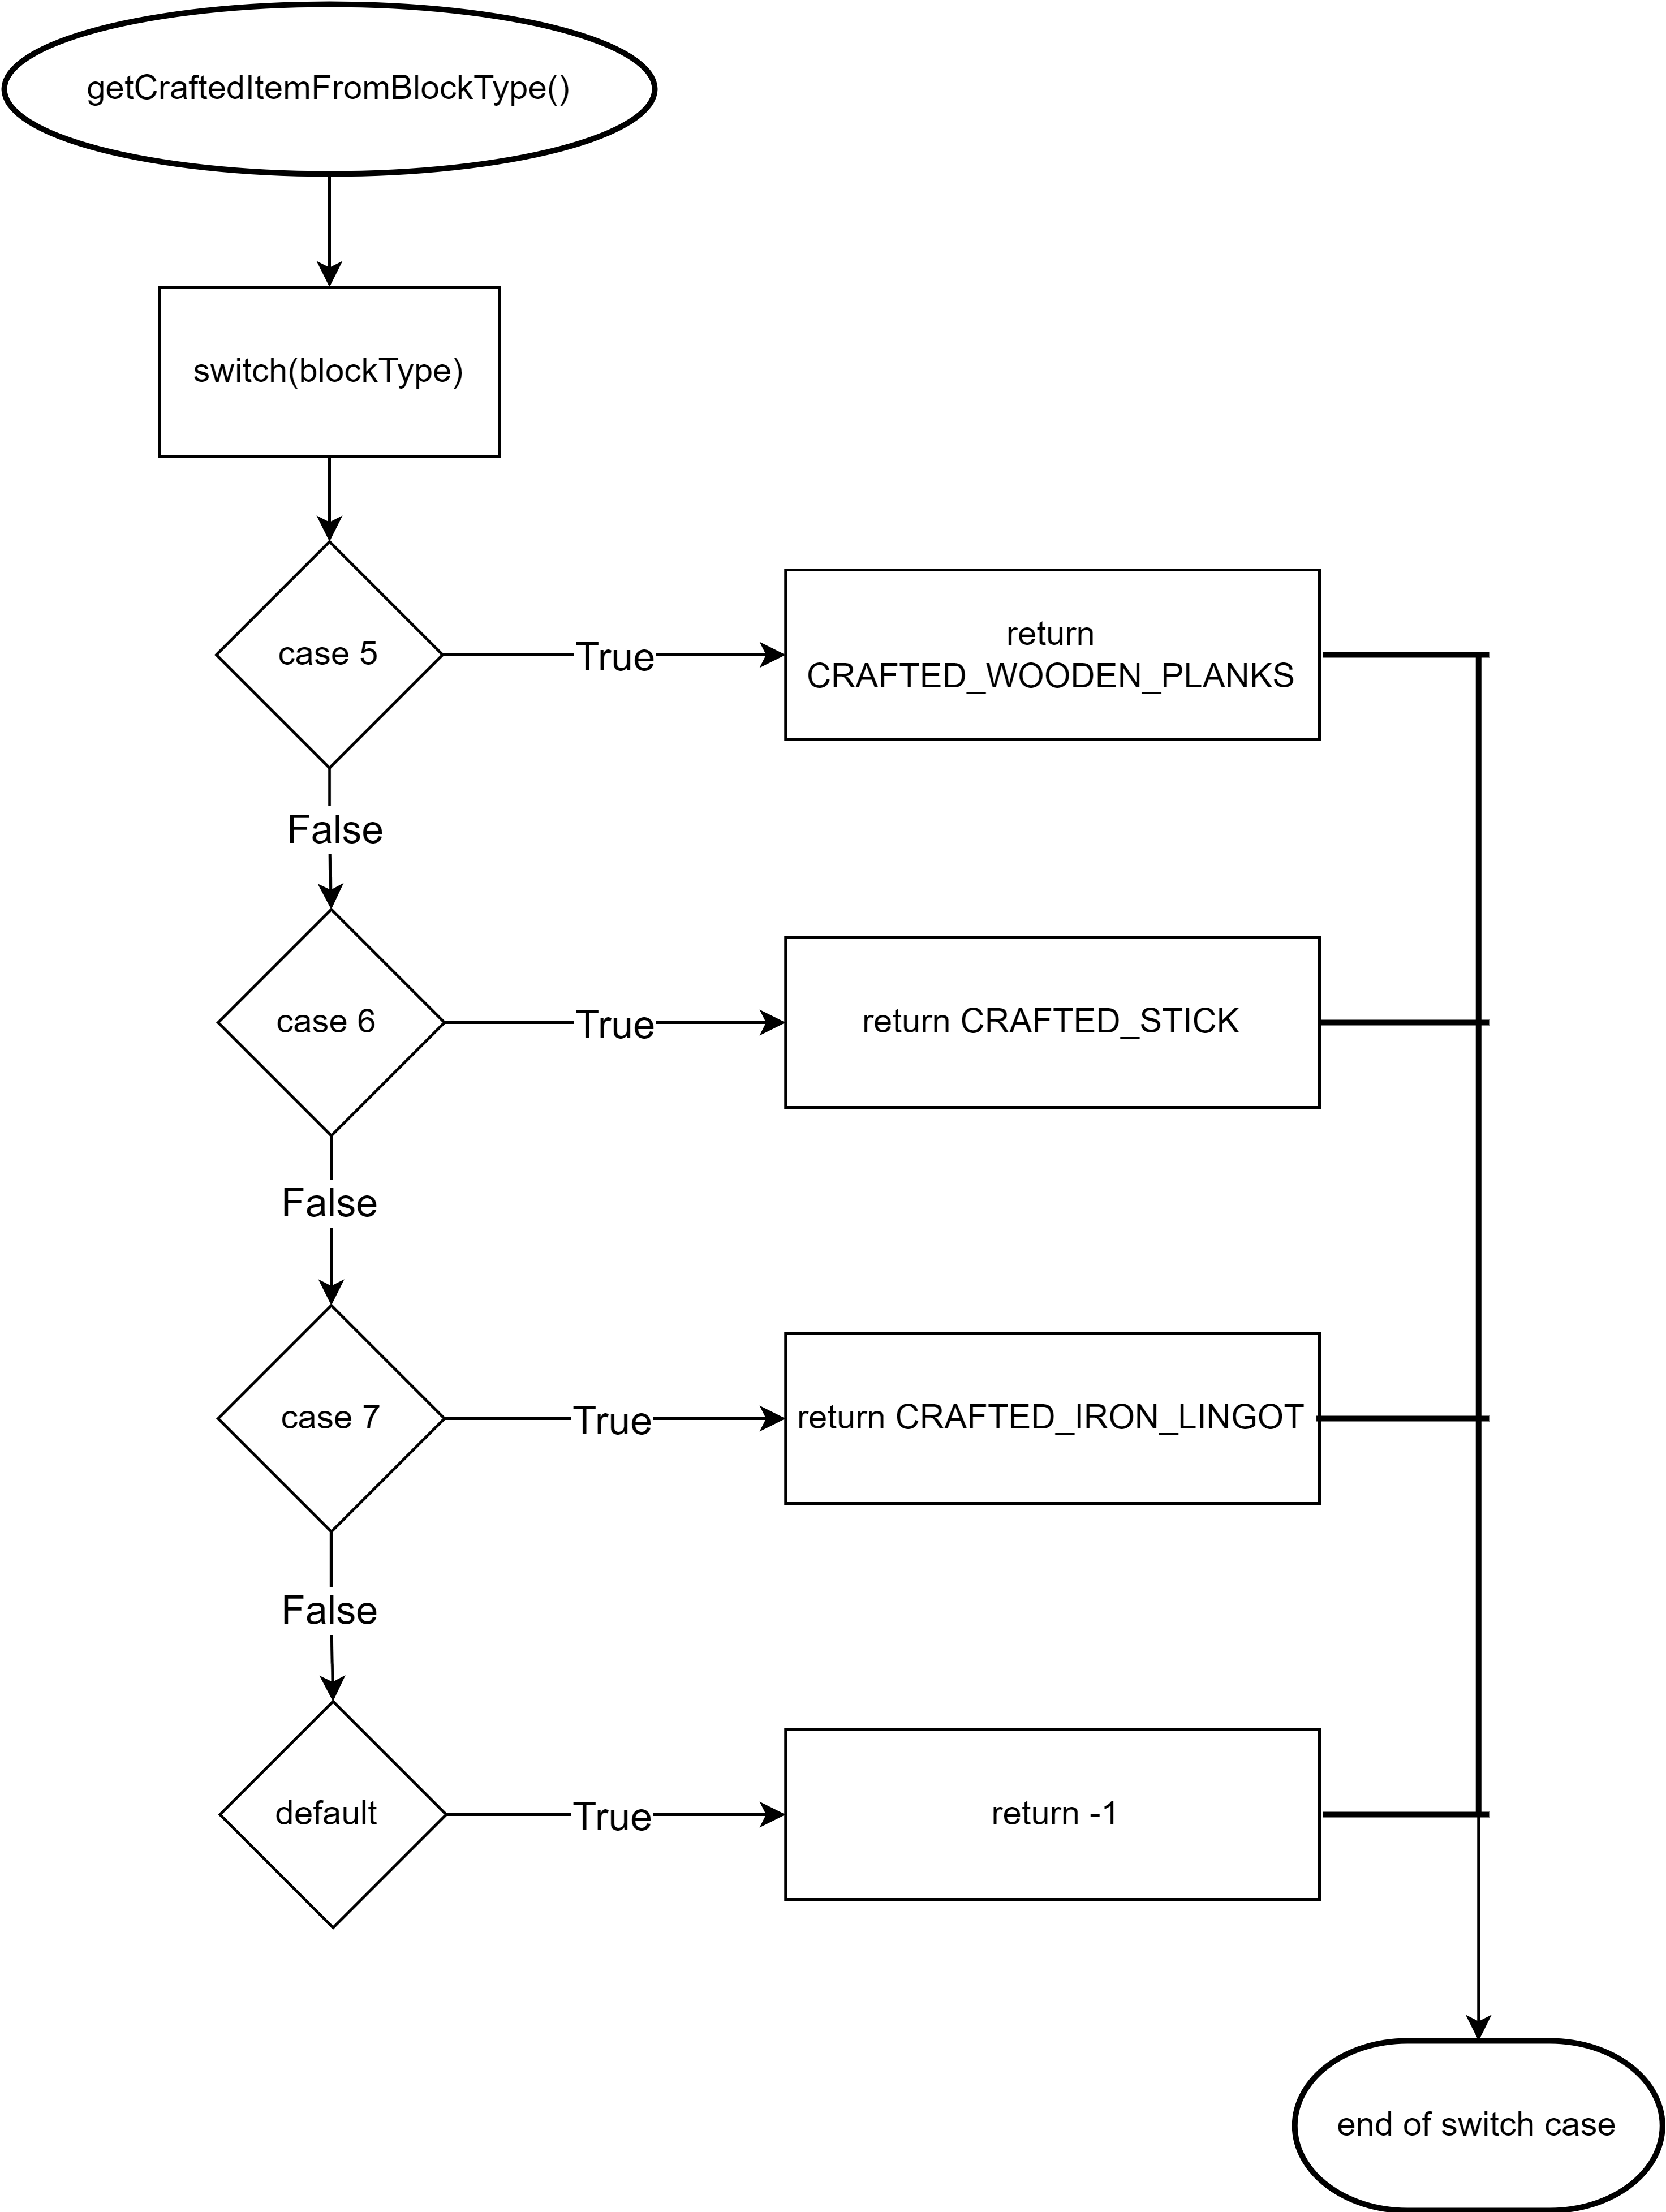 getCraftedItemFromBlockType()
switch(blockType)
case 5
True
return
CRAFTED_WOODEN_PLANKS
False
case 6
True
return CRAFTED_STICK
False
case 7
True
return CRAFTED_IRON_LINGOT
False
default
True
return -1
end of switch case